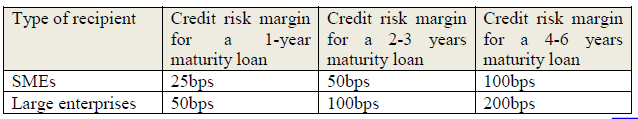 Type of recipient
Credit risk margin
for a 1-year
maturity loan
Credit risk margin
for a 2-3 years
maturity loan
Credit risk margin
for a 4-6 years
maturity loan
SMEs
25bps
50bps
100bps
Large enterprises
50bps
100bps
200bps